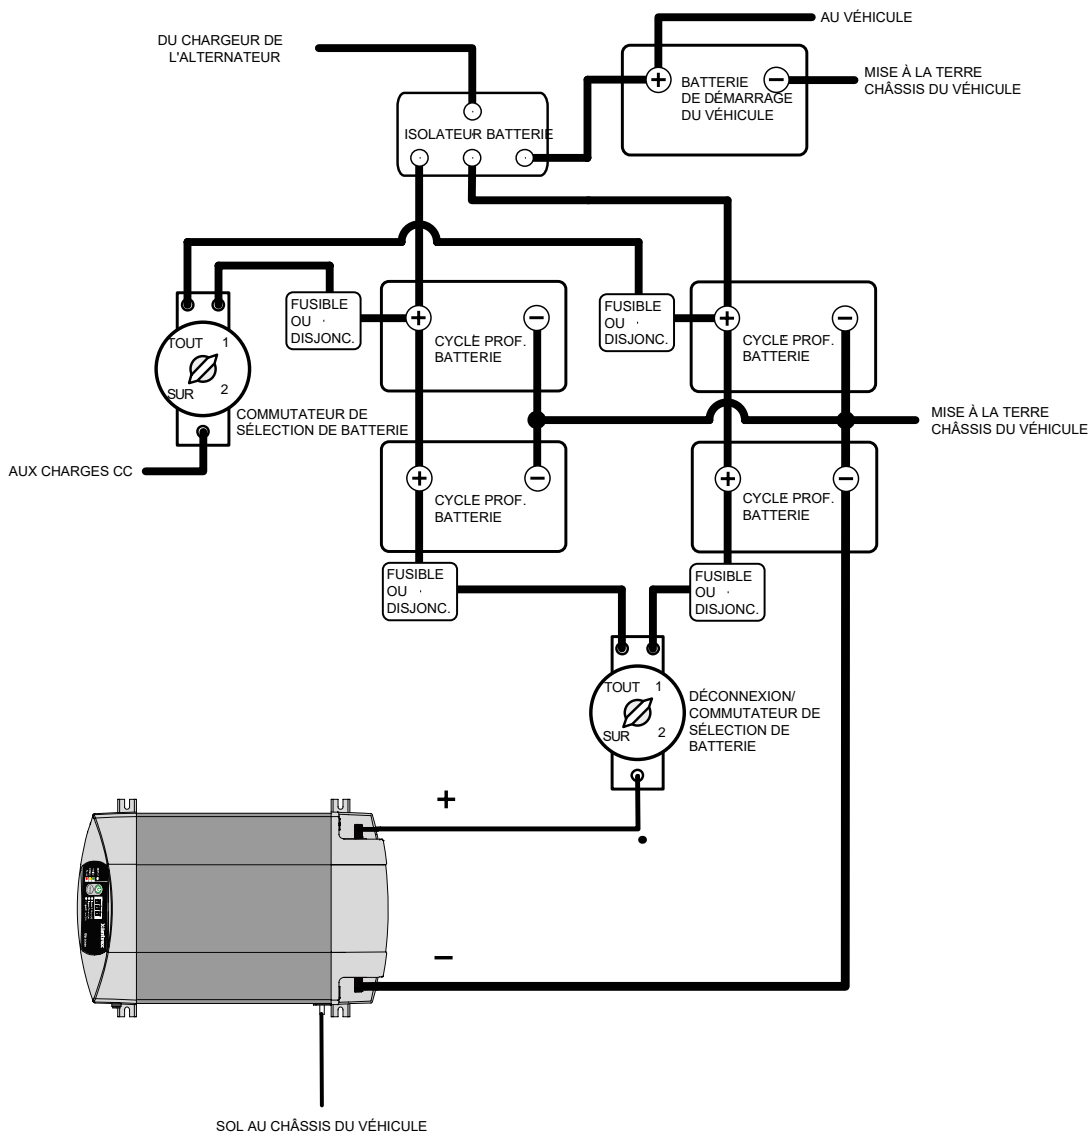 AU VÉHICULE
DU CHARGEUR DE
L'ALTERNATEUR
BATTERIE
DE DÉMARRAGE
DU VÉHICULE
MISE À LA TERRE
CHÂSSIS DU VÉHICULE
ISOLATEUR BATTERIE
FUSIBLE
OU
DISJONC.
CYCLE PROF.
BATTERIE
FUSIBLE
OU
DISJONC.
CYCLE PROF.
BATTERIE
TOUT 1
SUR 2
COMMUTATEUR DE
SÉLECTION DE BATTERIE
MISE À LA TERRE
CHÂSSIS DU VÉHICULE
AUX CHARGES CC
CYCLE PROF.
BATTERIE
CYCLE PROF.
BATTERIE
FUSIBLE
OU
DISJONC.
FUSIBLE
OU
DISJONC.
TOUT 1
SUR 2
DÉCONNEXION/
COMMUTATEUR DE
SÉLECTION DE
BATTERIE
+
−
xantrex
SOL AU CHÂSSIS DU VÉHICULE